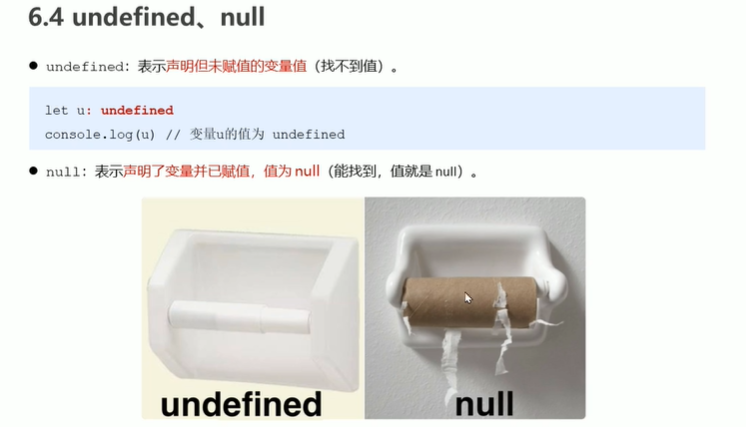 6.4 undefined、null
● undefined：表示声明但未赋值的变量值（找不到值）。
let u: undefined
console.log(u) // 变量u的值为 undefined
● null：表示声明了变量并已赋值，值为 null（能找到，值就是 null）。
undefined
null